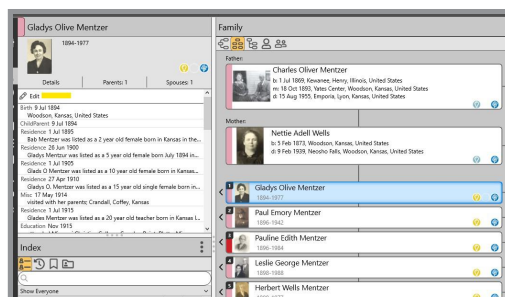 Gladys Olive Mentzer
1894-1977
Details
Parents: 1
Spouses: 1
Edit
Birth 9 Jul 1894
Woodson, Kansas, United States
ChildParent 9 Jul 1894
Residence 1 Jul 1895
Bab Mentzer was listed as a 2 year old female born in Kansas in the...
Residence 26 Jun 1900
Gladys Mentzer was listed as a 5 year old female born July 1894 in...
Residence 1 Jul 1905
Glads O Mentzer was listed as a 10 year old female born in Kansas...
Residence 27 Apr 1910
Gladys O. Mentzer was listed as a 15 year old single female born in...
Misc 17 May 1914
visited with her parents; Crandall, Coffey, Kansas
Residence 1 Jul 1915
Glades Mentzer was listed as a 20 year old teacher born in Kansas l...
Education Nov 1915
Index
Show Everyone
Family
Father:
Charles Oliver Mentzer
b: 1 Jul 1869, Kewanee, Henry, Illinois, United States
m: 18 Oct 1893, Yates Center, Woodson, Kansas, United States
d: 15 Aug 1955, Emporia, Lyon, Kansas, United States
Mother:
Nettie Adell Wells
b: 5 Feb 1873, Woodson, Kansas, United States
d: 9 Feb 1939, Neosho Falls, Woodson, Kansas, United States
1
Gladys Olive Mentzer
1894-1977
2
Paul Emory Mentzer
1896-1942
3
Pauline Edith Mentzer
1896-1984
4
Leslie George Mentzer
1898-1988
5
Herbert Wells Mentzer